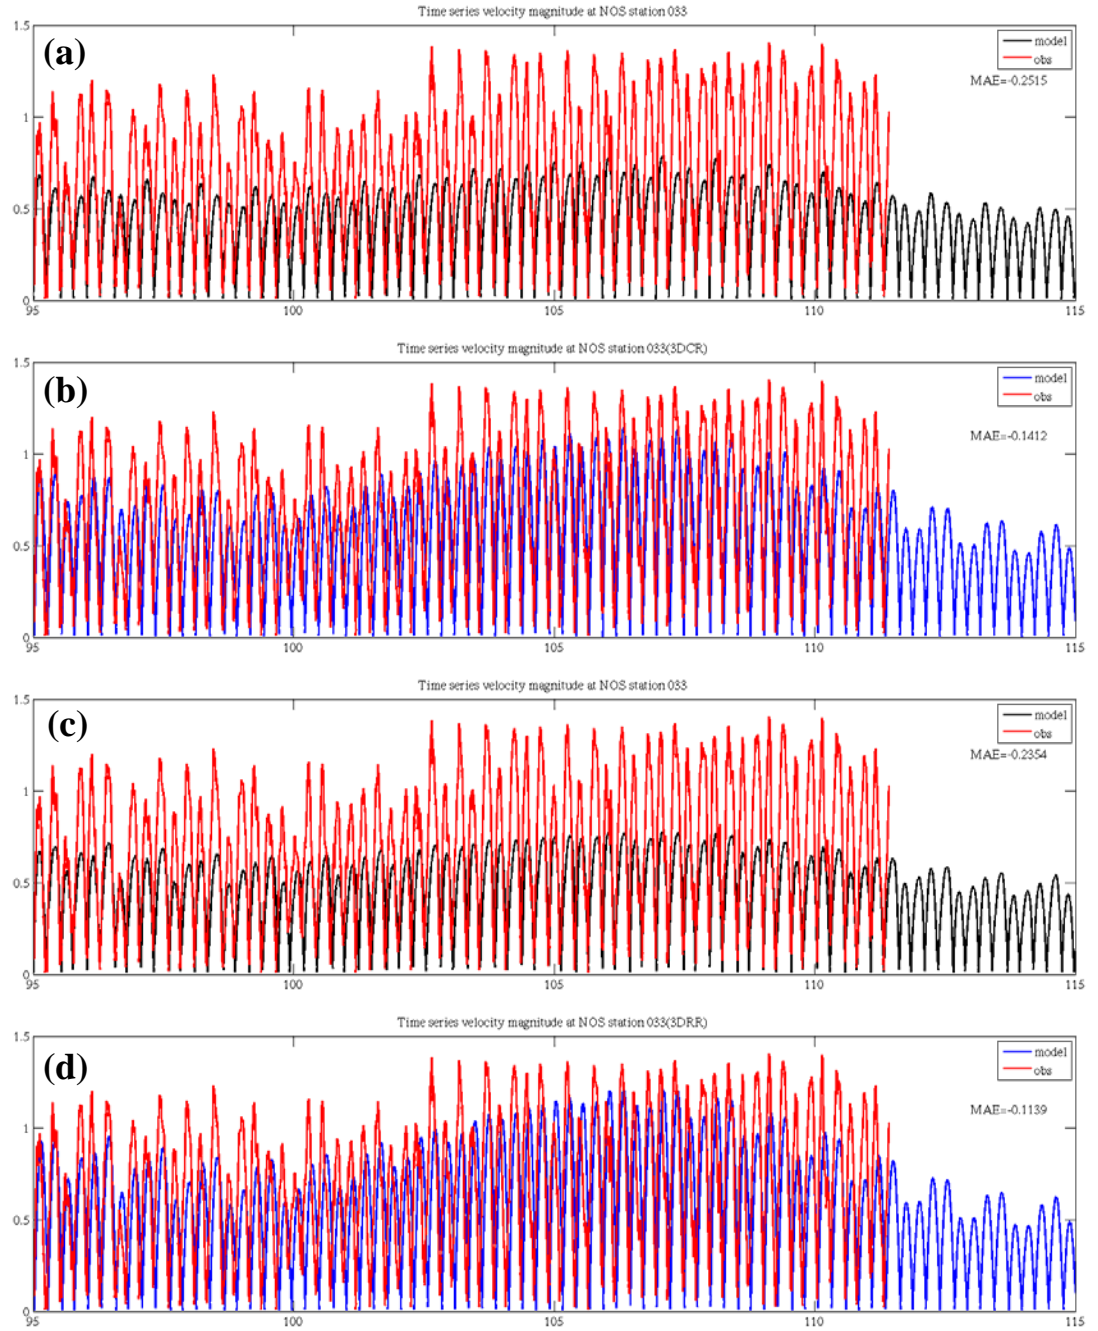 Time series velocity magnitude at NOS station 033
(a)
1.5
1
0.5
0
model
obs
MAE=-0.2515
95 100 105 110 115
Time series velocity magnitude at NOS station 033(3DCR)
(b)
1.5
1
0.5
0
model
obs
MAE=-0.1412
95 100 105 110 115
Time series velocity magnitude at NOS station 033
(c)
1.5
1
0.5
0
model
obs
MAE=-0.2354
95 100 105 110 115
Time series velocity magnitude at NOS station 033(3DRR)
(d)
1.5
1
0.5
0
model
obs
MAE=-0.1139
95 100 105 110 115